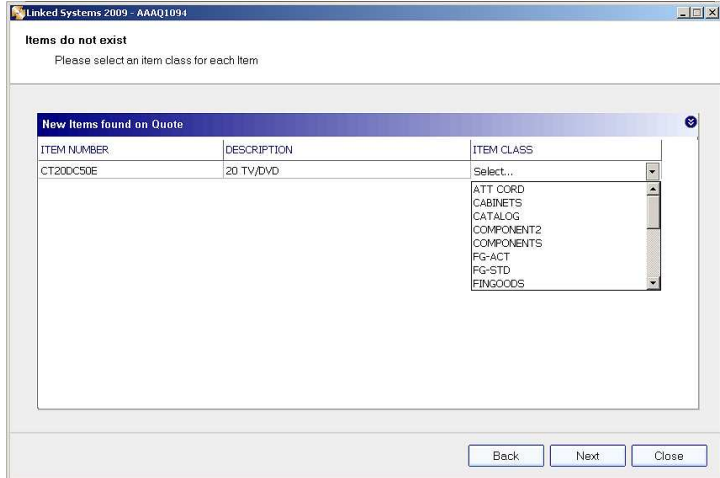 Linked Systems 2009 - AAAQ1094
Items do not exist
Please select an item class for each Item
New Items found on Quote
ITEM NUMBER DESCRIPTION ITEM CLASS
CT20DC50E 20 TV/DVD Select...
ATT CORD
CABINETS
CATALOG
COMPONENT2
COMPONENTS
FG-ACT
FG-STD
FINGOODS
Back Next Close